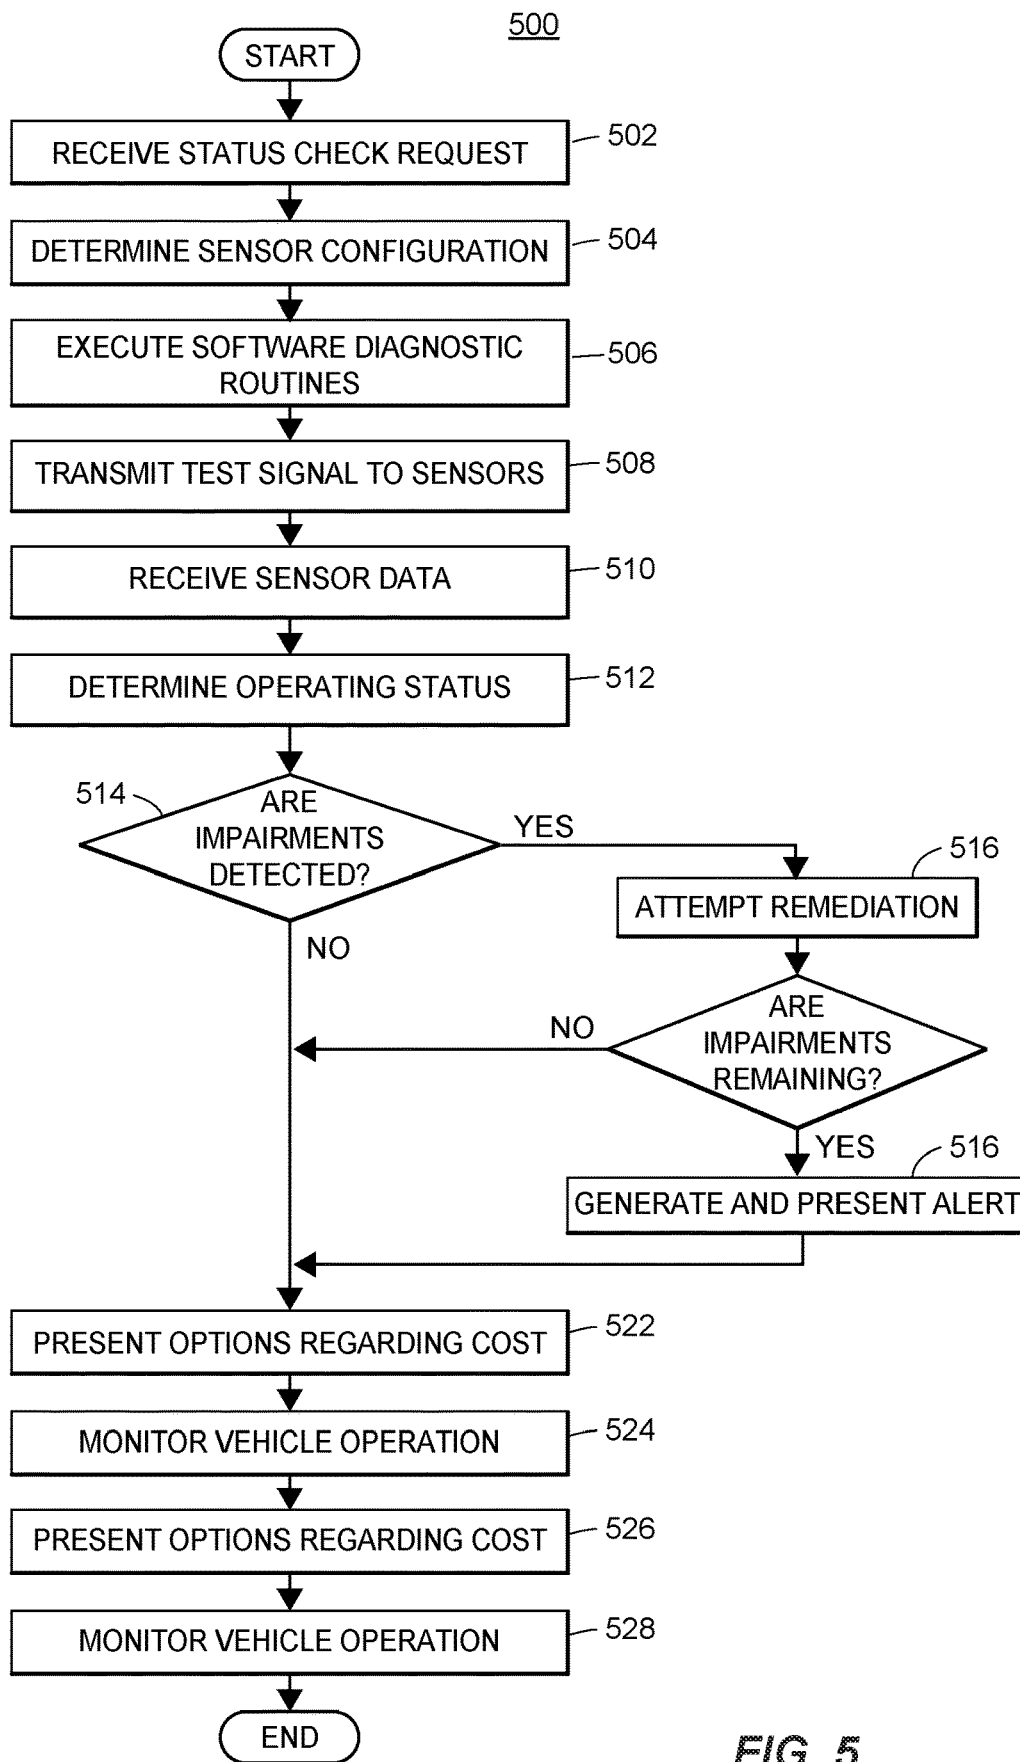 500
START
RECEIVE STATUS CHECK REQUEST
502
DETERMINE SENSOR CONFIGURATION
504
EXECUTE SOFTWARE DIAGNOSTIC
ROUTINES
506
TRANSMIT TEST SIGNAL TO SENSORS
508
RECEIVE SENSOR DATA
510
DETERMINE OPERATING STATUS
512
514
ARE
IMPAIRMENTS
DETECTED?
YES
NO
516
ATTEMPT REMEDIATION
ARE
IMPAIRMENTS
REMAINING?
NO
YES
516
GENERATE AND PRESENT ALERT
PRESENT OPTIONS REGARDING COST
522
MONITOR VEHICLE OPERATION
524
PRESENT OPTIONS REGARDING COST
526
MONITOR VEHICLE OPERATION
528
END
FIG. 5